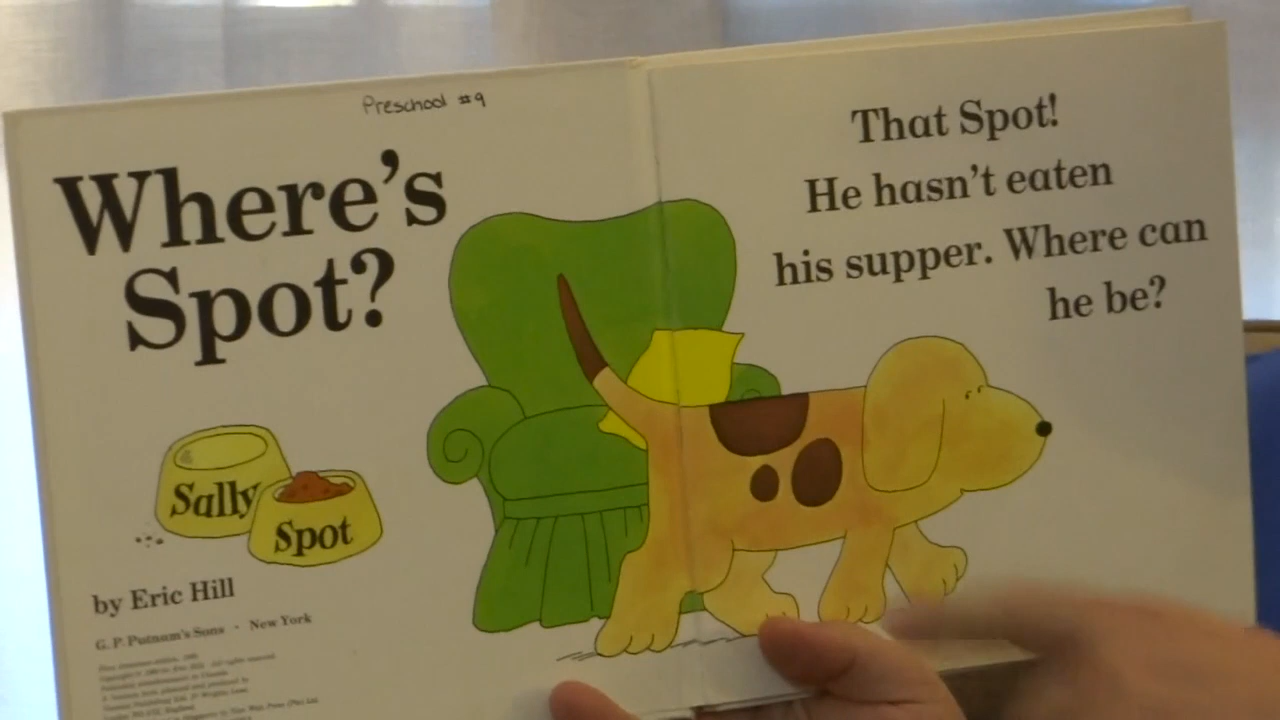 Preschool #9
Where's
Spot?
Sally
Spot
by Eric Hill
G. P. Putnam's Sons · New York
That Spot!
He hasn't eaten
his supper. Where can
he be?